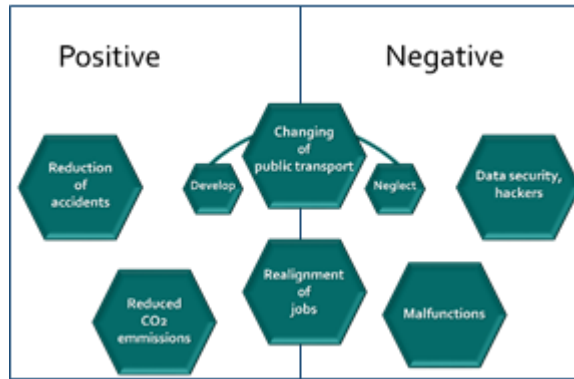 Positive
Negative
Changing
of
public transport
Reduction
of
accidents
Develop
Neglect
Data security,
hackers
Realignment
of
jobs
Reduced
CO2
emmissions
Malfunctions